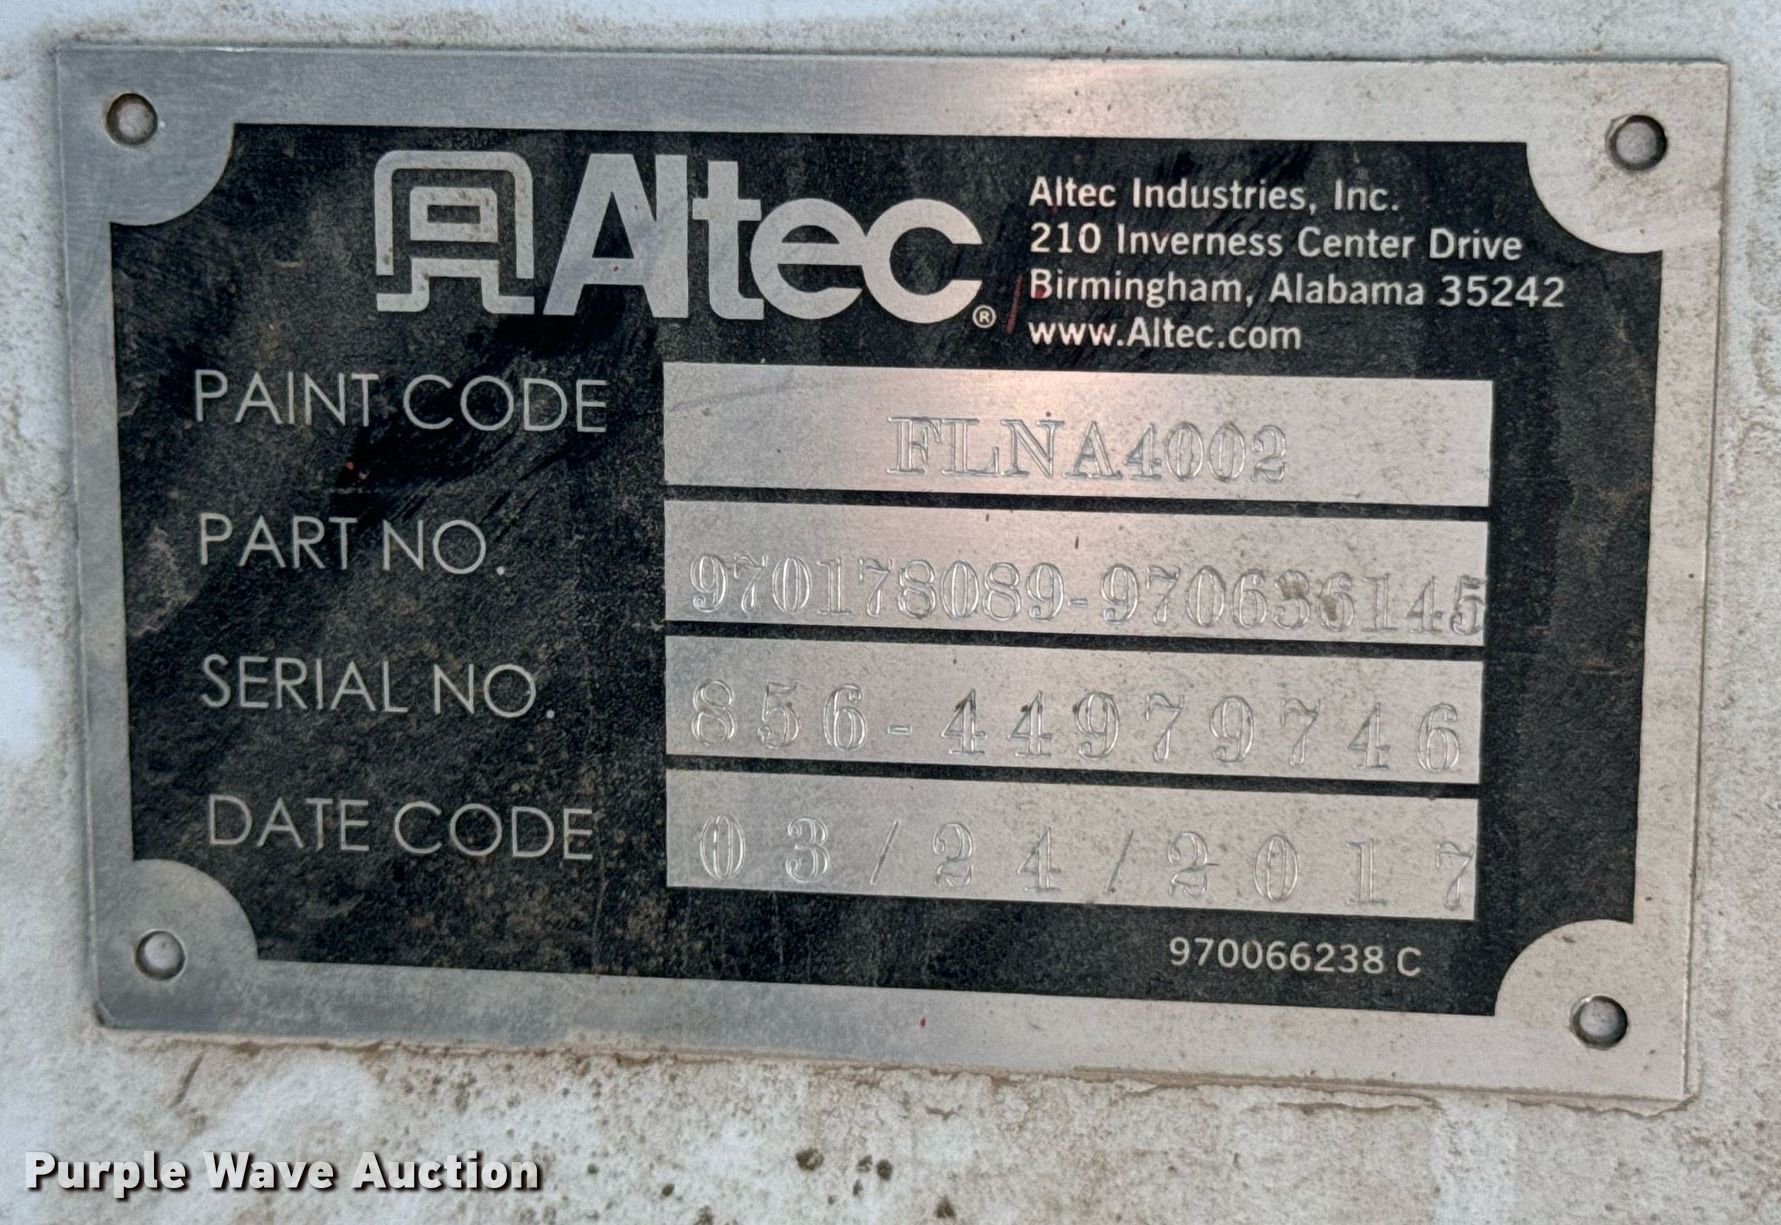 Altec®
Altec Industries, Inc.
210 Inverness Center Drive
Birmingham, Alabama 35242
www.Altec.com
PAINT CODE FLNA4002
PART NO. 970178089-970636145
SERIAL NO. 856-44979746
DATE CODE 03/24/2017
970066238 C
Purple Wave Auction